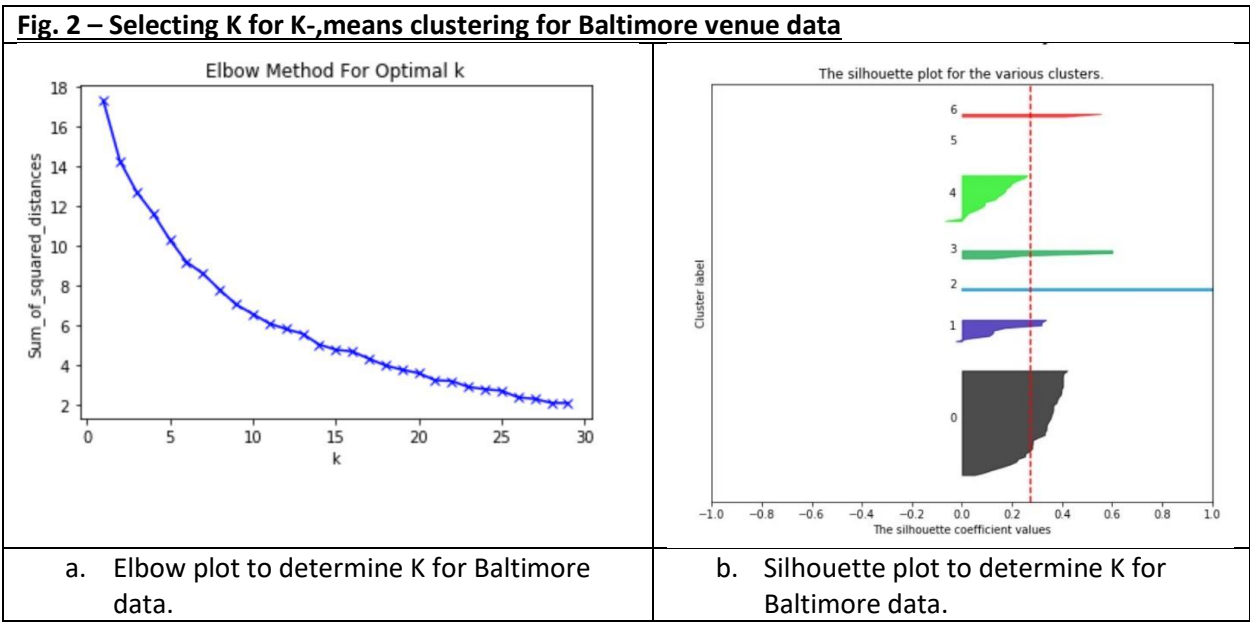 Fig. 2 – Selecting K for K-,means clustering for Baltimore venue data
Elbow Method For Optimal k
18
16
14
12
10
8
6
4
2
Sum_of_squared_distances
0 5 10 15 20 25 30
k
The silhouette plot for the various clusters.
6
5
4
3
2
1
0
Cluster label
−1.0 −0.8 −0.6 −0.4 −0.2 0.0 0.2 0.4 0.6 0.8 1.0
The silhouette coefficient values
a. Elbow plot to determine K for Baltimore
data.
b. Silhouette plot to determine K for
Baltimore data.